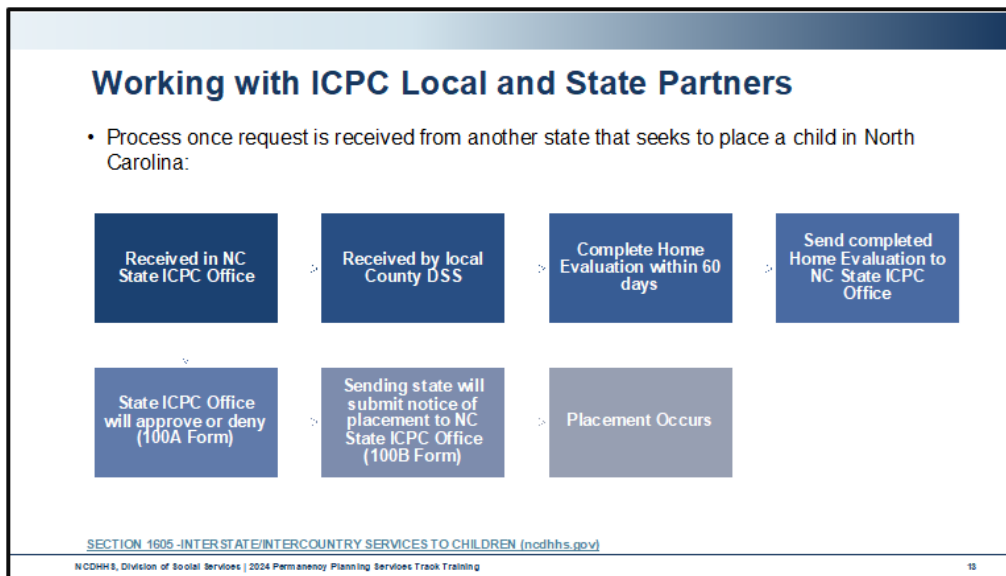 Working with ICPC Local and State Partners
• Process once request is received from another state that seeks to place a child in North
Carolina:
Received in NC
State ICPC Office
Received by local
County DSS
Complete Home
Evaluation within 60
days
Send completed
Home Evaluation to
NC State ICPC
Office
State ICPC Office
will approve or deny
(100A Form)
Sending state will
submit notice of
placement to NC
State ICPC Office
(100B Form)
Placement Occurs
SECTION 1605 -INTERSTATE/INTERCOUNTRY SERVICES TO CHILDREN (ncdhhs.gov)
NCDHHS, Division of Social Services | 2024 Permanency Planning Services Track Training
13